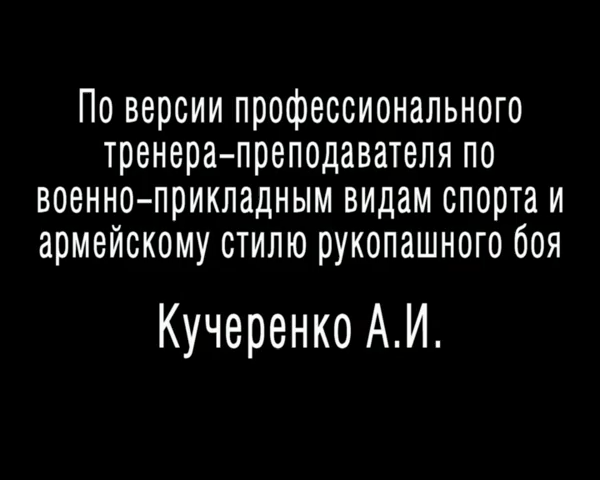 По версии профессионального
тренера-преподавателя по
военно-прикладным видам спорта и
армейскому стилю рукопашного боя
Кучеренко А.И.